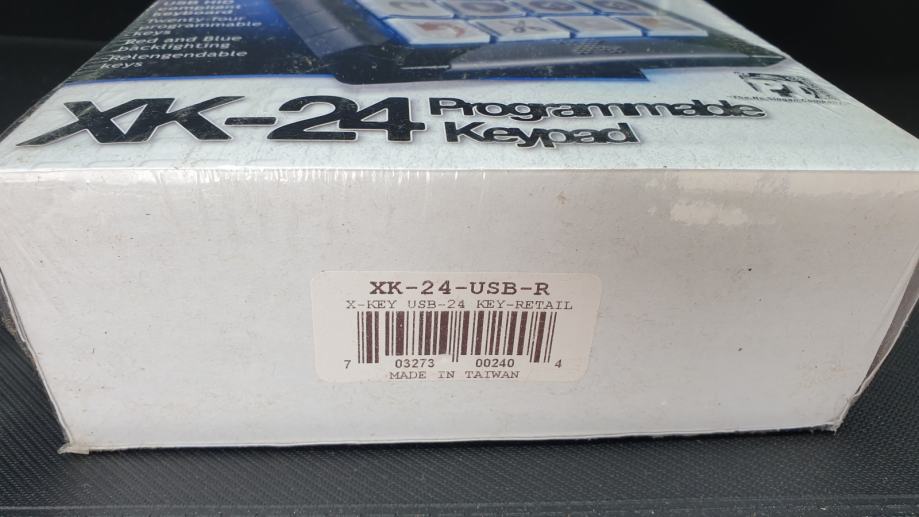 USB HID
keyboard
Twenty-four
programmable
keys
Red and Blue
backlighting
Relengendable
keys
XK-24 Programmable
Keypad
XK-24-USB-R
X-KEY USB-24 KEY-RETAIL
7 03273 00240 4
MADE IN TAIWAN